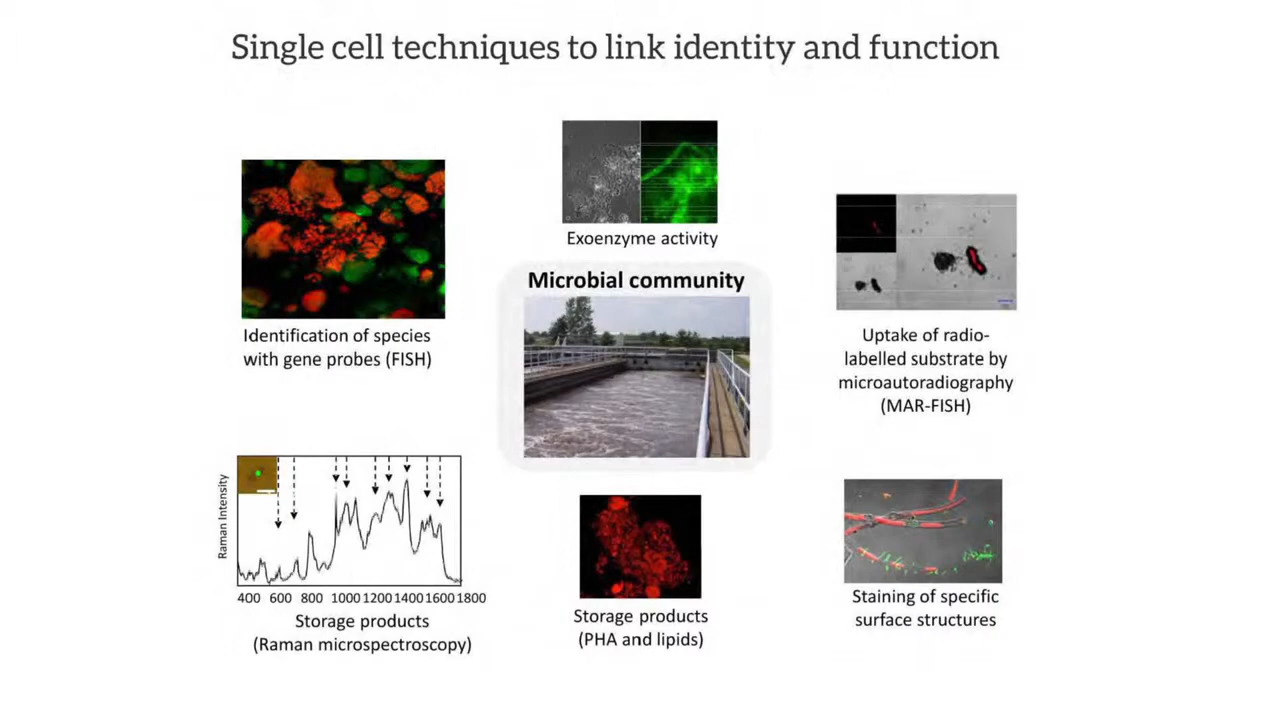 Single cell techniques to link identity and function
Exoenzyme activity
Microbial community
Identification of species
with gene probes (FISH)
Uptake of radio-
labelled substrate by
microautoradiography
(MAR-FISH)
Raman Intensity
400 600 800 1000 1200 1400 1600 1800
Storage products
(Raman microspectroscopy)
Storage products
(PHA and lipids)
Staining of specific
surface structures